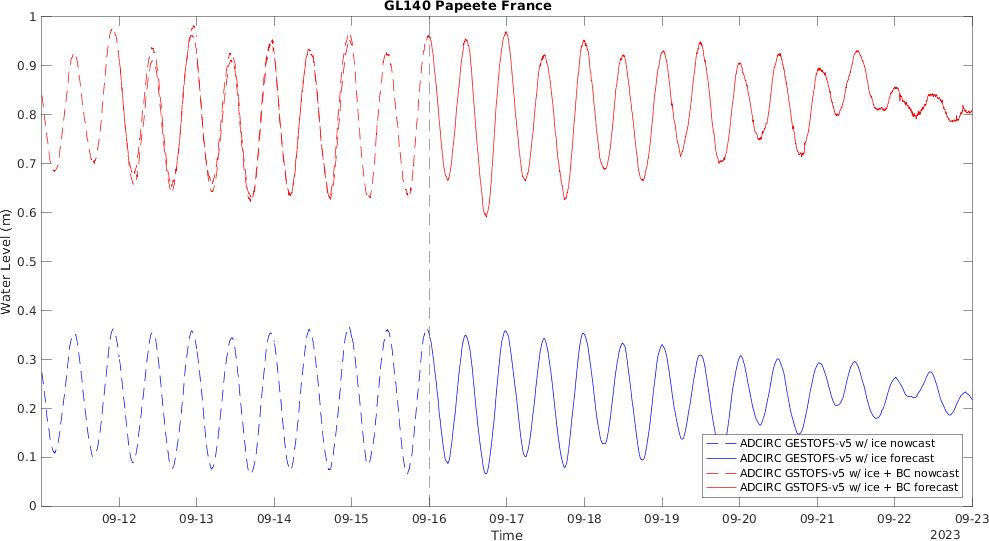 GL140 Papeete France
1
0.9
0.8
0.7
0.6
0.5
0.4
0.3
0.2
0.1
0
Water Level (m)
ADCIRC GESTOFS-v5 w/ ice nowcast
ADCIRC GESTOFS-v5 w/ ice forecast
ADCIRC GSTOFS-v5 w/ ice + BC nowcast
ADCIRC GSTOFS-v5 w/ ice + BC forecast
09-12 09-13 09-14 09-15 09-16 09-17 09-18 09-19 09-20 09-21 09-22 09-23
Time
2023